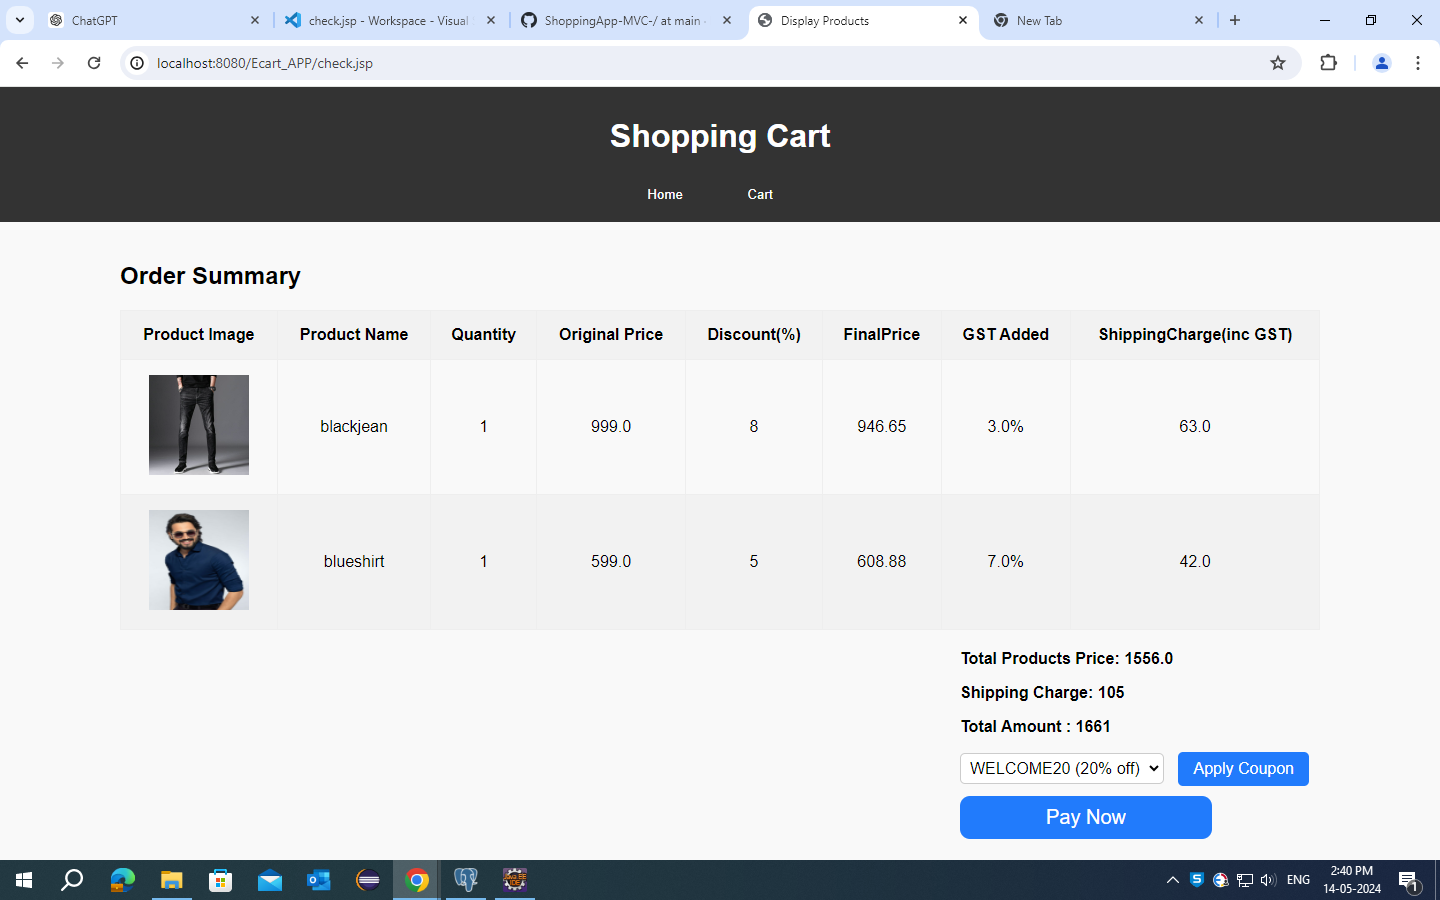 ChatGPT
check.jsp - Workspace - Visual
ShoppingApp-MVC-/ at main
Display Products
New Tab
localhost:8080/Ecart_APP/check.jsp
Shopping Cart
Home Cart
Order Summary
Product Image Product Name Quantity Original Price Discount(%) FinalPrice GST Added ShippingCharge(inc GST)
blackjean 1 999.0 8 946.65 3.0% 63.0
blueshirt 1 599.0 5 608.88 7.0% 42.0
Total Products Price: 1556.0
Shipping Charge: 105
Total Amount : 1661
WELCOME20 (20% off) Apply Coupon
Pay Now
ENG
2:40 PM
14-05-2024
1